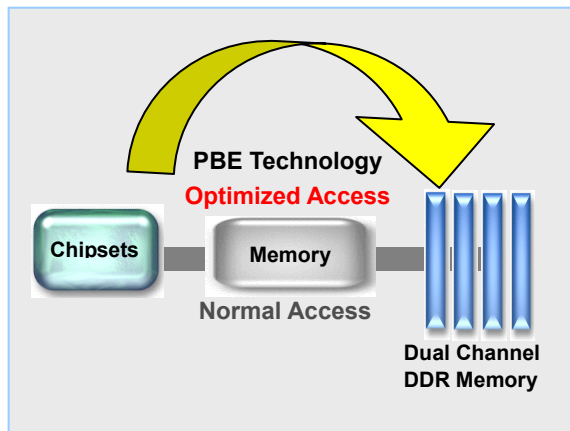 PBE Technology
Optimized Access
Chipsets
Memory
Normal Access
Dual Channel
DDR Memory